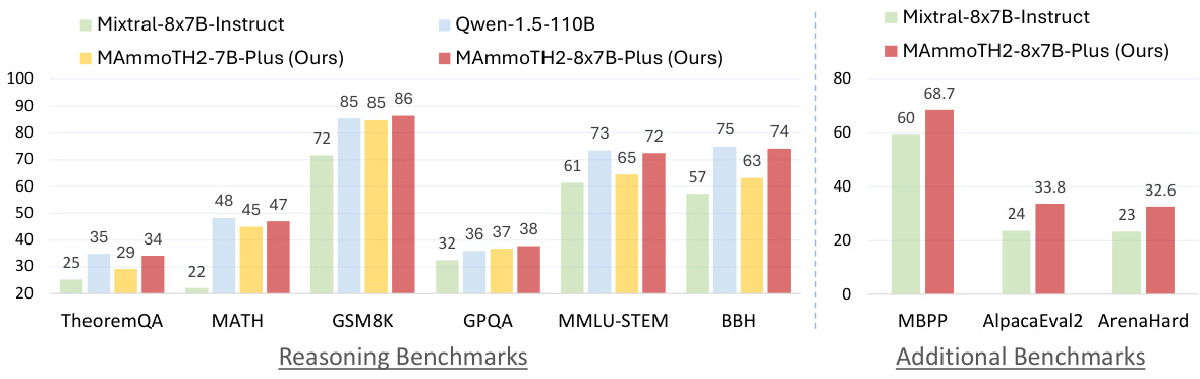 Mixtral-8x7B-Instruct
Qwen-1.5-110B
MAmmoTH2-7B-Plus (Ours)
MAmmoTH2-8x7B-Plus (Ours)
100
90
80
70
60
50
40
30
20
25
35
29
34
22
48
45
47
72
85
85
86
32
36
37
38
61
73
65
72
57
75
63
74
TheoremQA
MATH
GSM8K
GPQA
MMLU-STEM
BBH
Reasoning Benchmarks
Mixtral-8x7B-Instruct
MAmmoTH2-8x7B-Plus (Ours)
80
60
40
20
0
60
68.7
24
33.8
23
32.6
MBPP
AlpacaEval2
ArenaHard
Additional Benchmarks